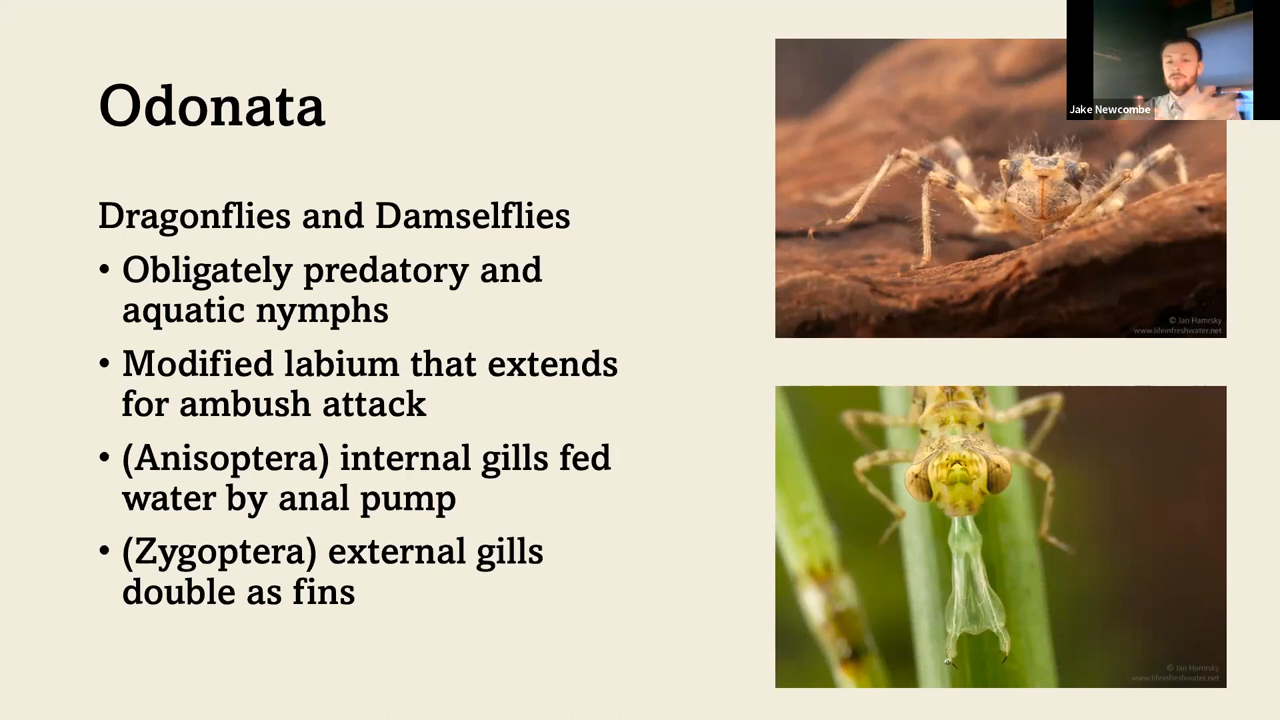 Odonata
Dragonflies and Damselflies
• Obligately predatory and
aquatic nymphs
• Modified labium that extends
for ambush attack
• (Anisoptera) internal gills fed
water by anal pump
• (Zygoptera) external gills
double as fins
Jake Newcombe
© Jan Hamrsky
www.lifeinfreshwater.net
© Jan Hamrsky
www.lifeinfreshwater.net